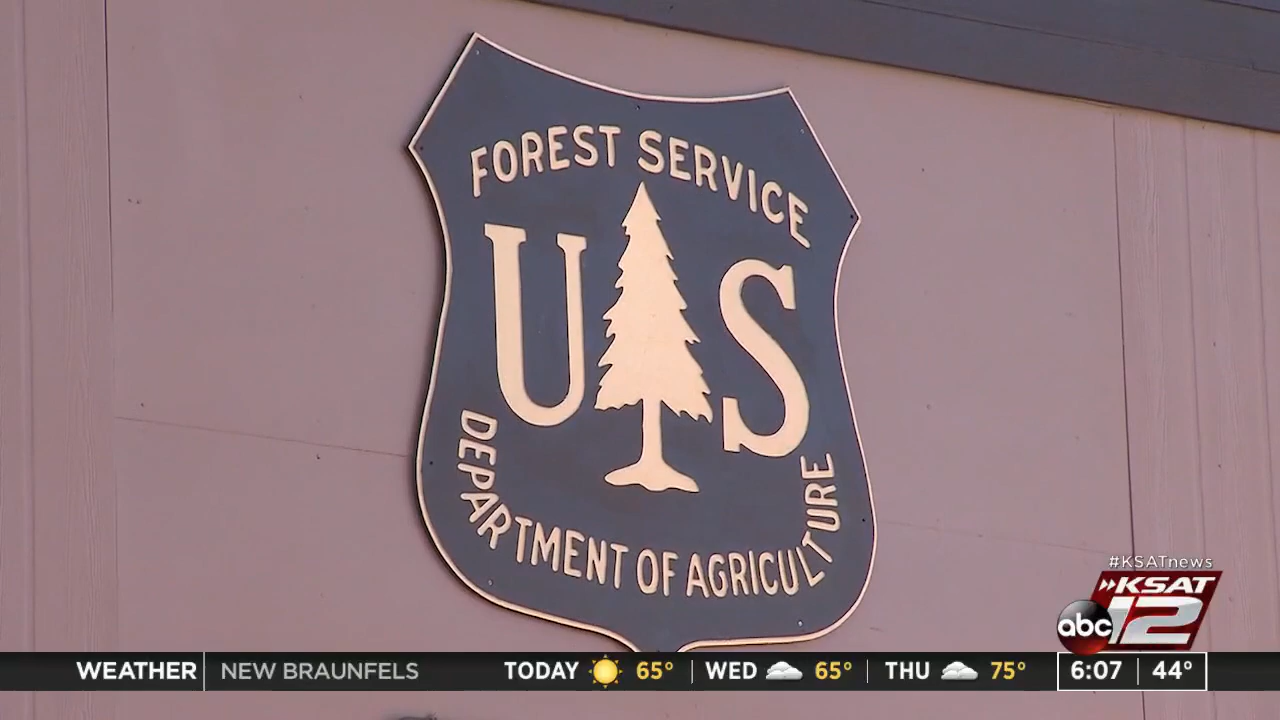 FOREST SERVICE
U S
DEPARTMENT OF AGRICULTURE
#KSATnews
KSAT
abc 12
WEATHER NEW BRAUNFELS TODAY 65° WED 65° THU 75° 6:07 44°